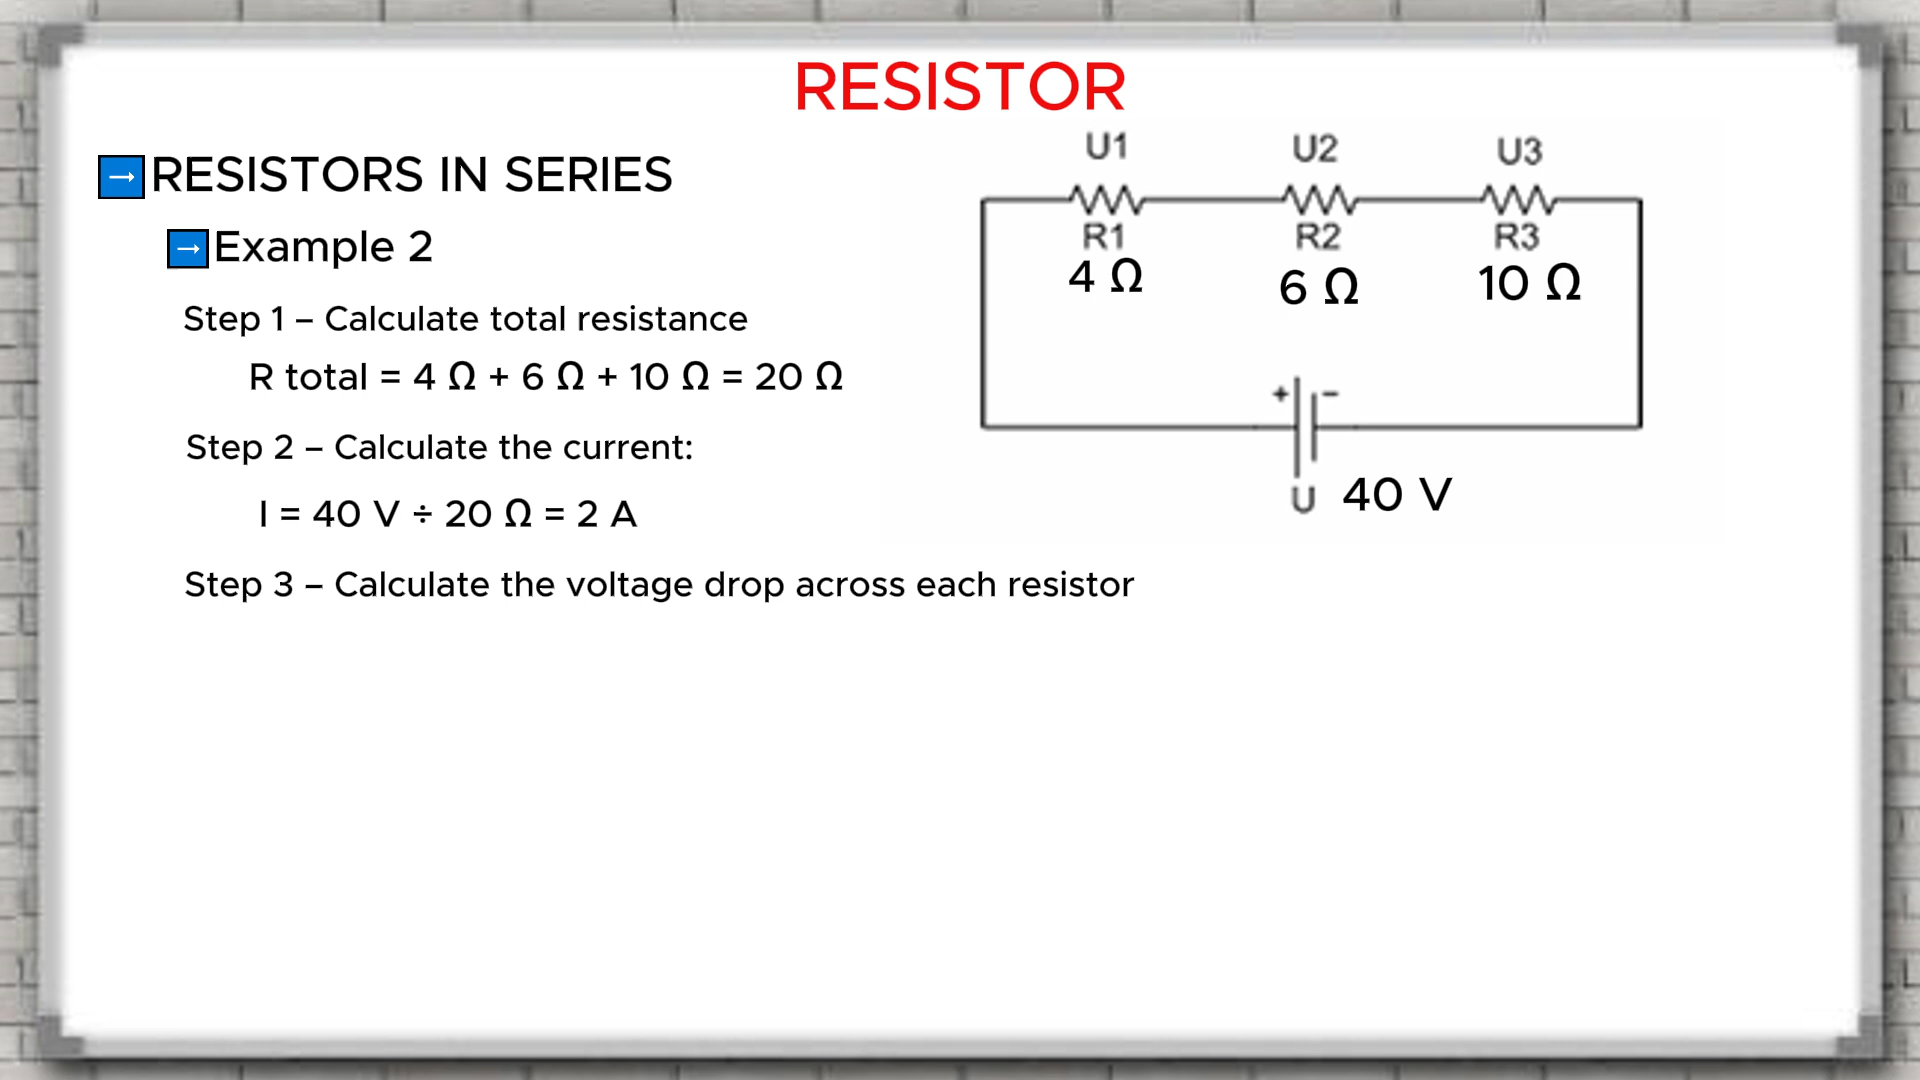 RESISTOR
→ RESISTORS IN SERIES
→ Example 2
Step 1 – Calculate total resistance
R total = 4 Ω + 6 Ω + 10 Ω = 20 Ω
Step 2 – Calculate the current:
I = 40 V ÷ 20 Ω = 2 A
Step 3 – Calculate the voltage drop across each resistor
U1 U2 U3
R1 R2 R3
4 Ω 6 Ω 10 Ω
+ −
U 40 V